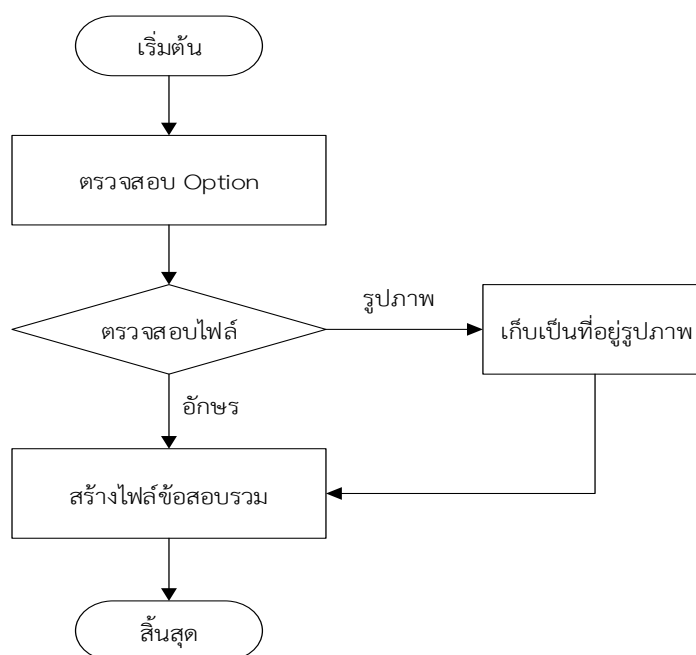 เริ่มต้น
ตรวจสอบ Option
ตรวจสอบไฟล์
รูปภาพ
เก็บเป็นที่อยู่รูปภาพ
อักษร
สร้างไฟล์ข้อสอบรวม
สิ้นสุด